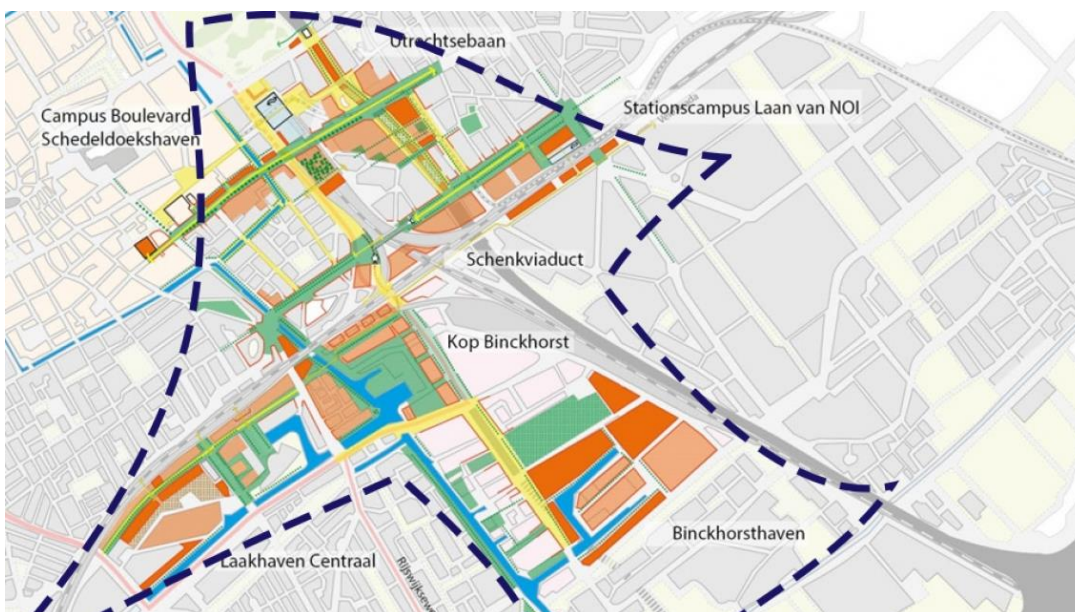 Utrechtsebaan
Campus Boulevard
Schedeldoekshaven
Stationscampus Laan van NOI
Schenkviaduct
Kop Binckhorst
Binckhorsthaven
Laakhaven Centraal